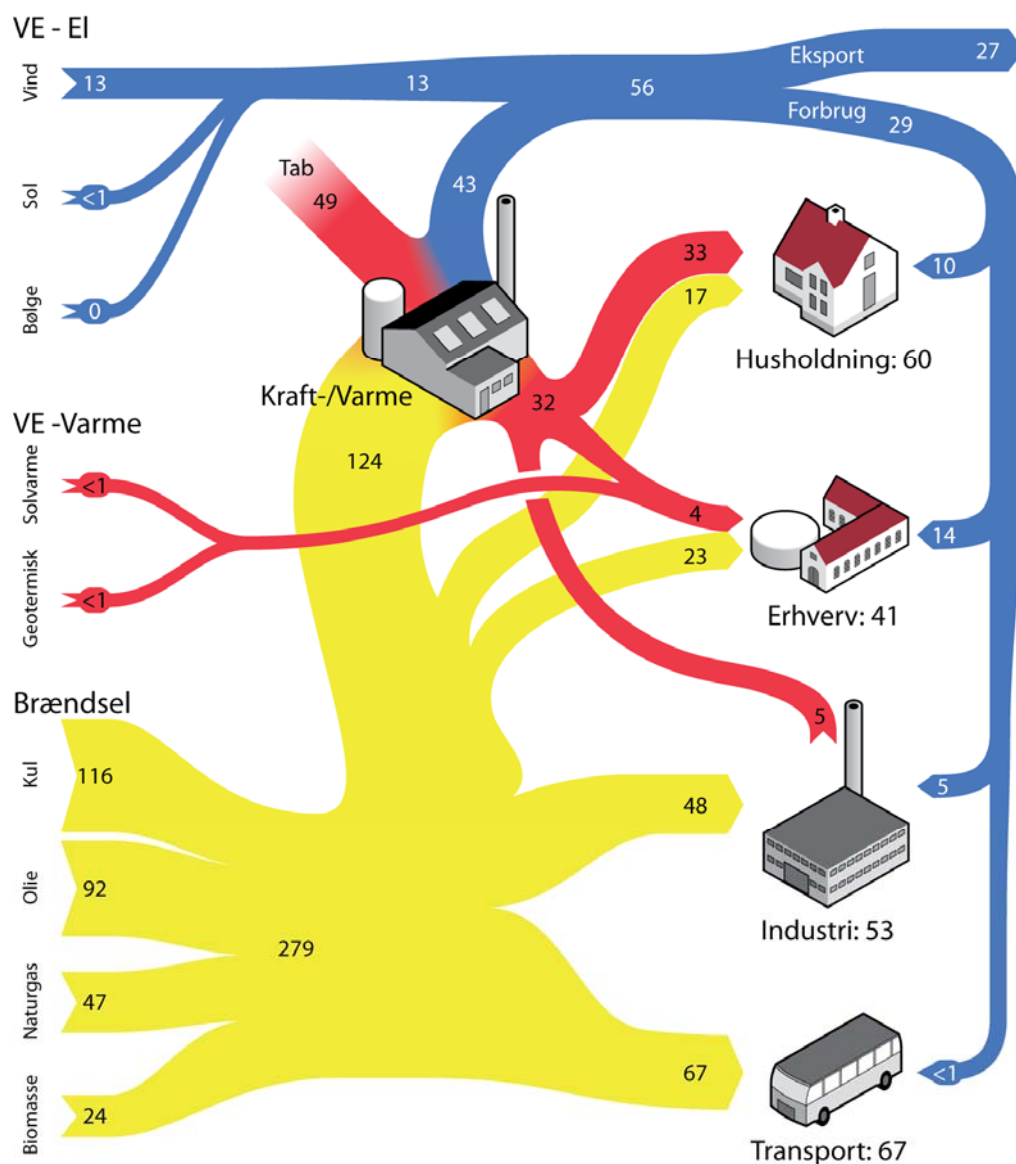 VE - El
Vind
13
13
56
Eksport
27
Forbrug
29
Sol
<1
Tab
49
43
Bølge
0
33
10
17
Husholdning: 60
Kraft-/Varme
32
124
VE -Varme
Solvarme
<1
4
14
23
Geotermisk
<1
Erhverv: 41
Brændsel
5
Kul
116
48
5
Olie
92
Industri: 53
279
Naturgas
47
67
<1
Biomasse
24
Transport: 67